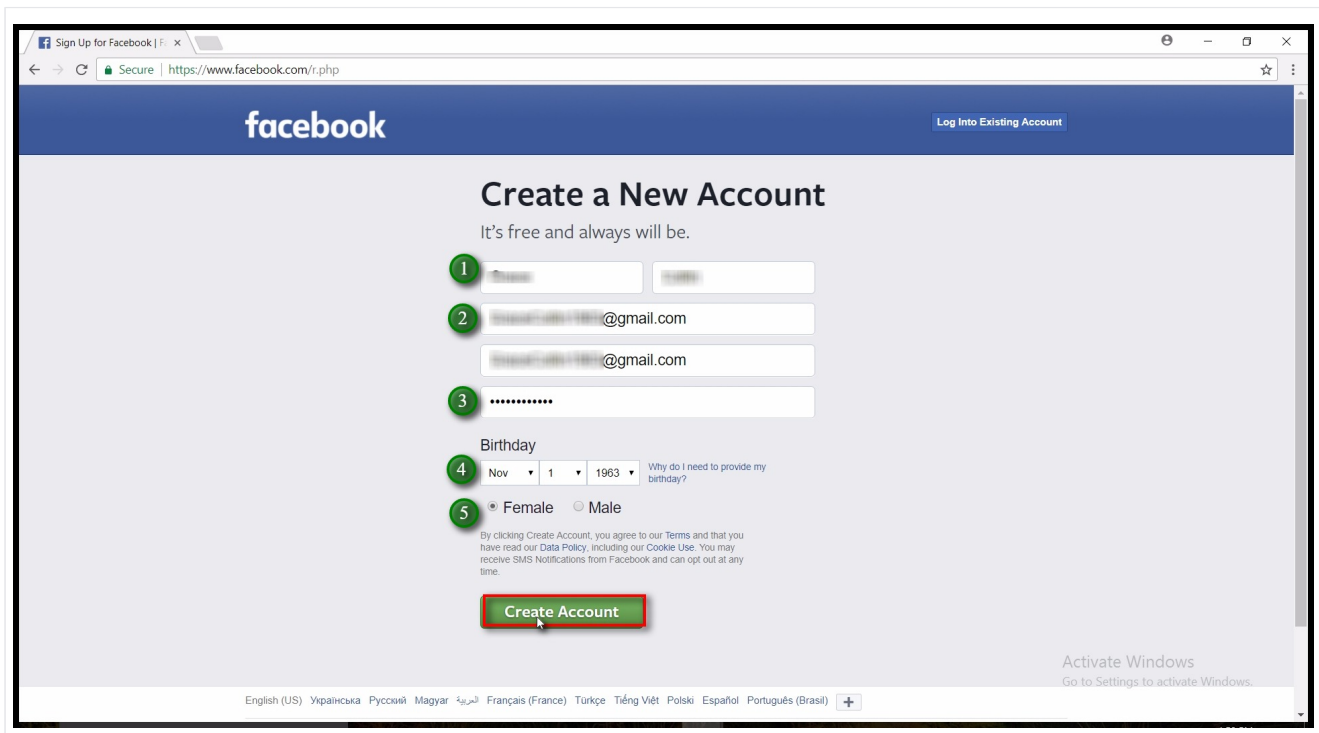 Sign Up for Facebook | F
Secure | https://www.facebook.com/r.php
facebook
Log Into Existing Account
Create a New Account
It's free and always will be.
1
2 @gmail.com
@gmail.com
3 ••••••••••••
Birthday
4 Nov 1 1963 Why do I need to provide my
birthday?
5 Female Male
By clicking Create Account, you agree to our Terms and that you
have read our Data Policy, including our Cookie Use. You may
receive SMS Notifications from Facebook and can opt out at any
time.
Create Account
Activate Windows
Go to Settings to activate Windows.
English (US) Українська Русский Magyar العربية Français (France) Türkçe Tiếng Việt Polski Español Português (Brasil) +